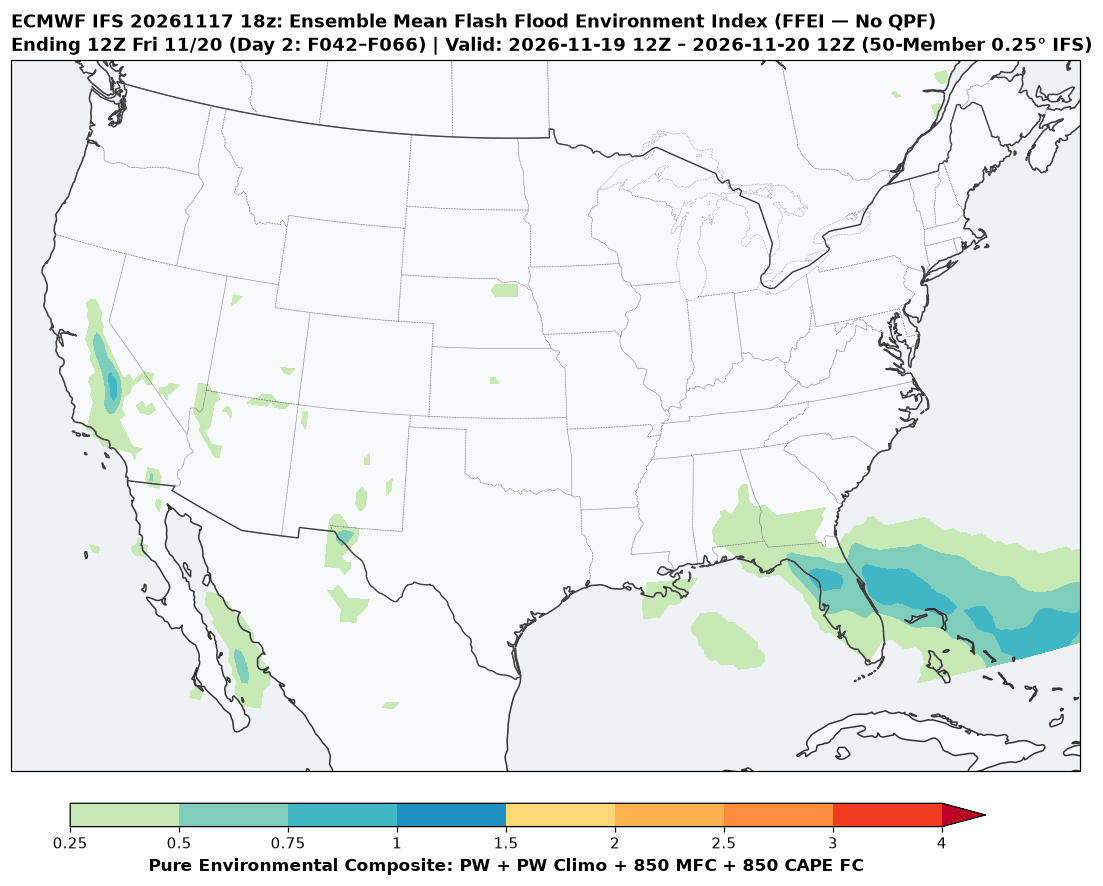 ECMWF IFS 20261117 18z: Ensemble Mean Flash Flood Environment Index (FFEI — No QPF)
Ending 12Z Fri 11/20 (Day 2: F042–F066) | Valid: 2026-11-19 12Z – 2026-11-20 12Z (50-Member 0.25° IFS)
0.25 0.5 0.75 1 1.5 2 2.5 3 4
Pure Environmental Composite: PW + PW Climo + 850 MFC + 850 CAPE FC